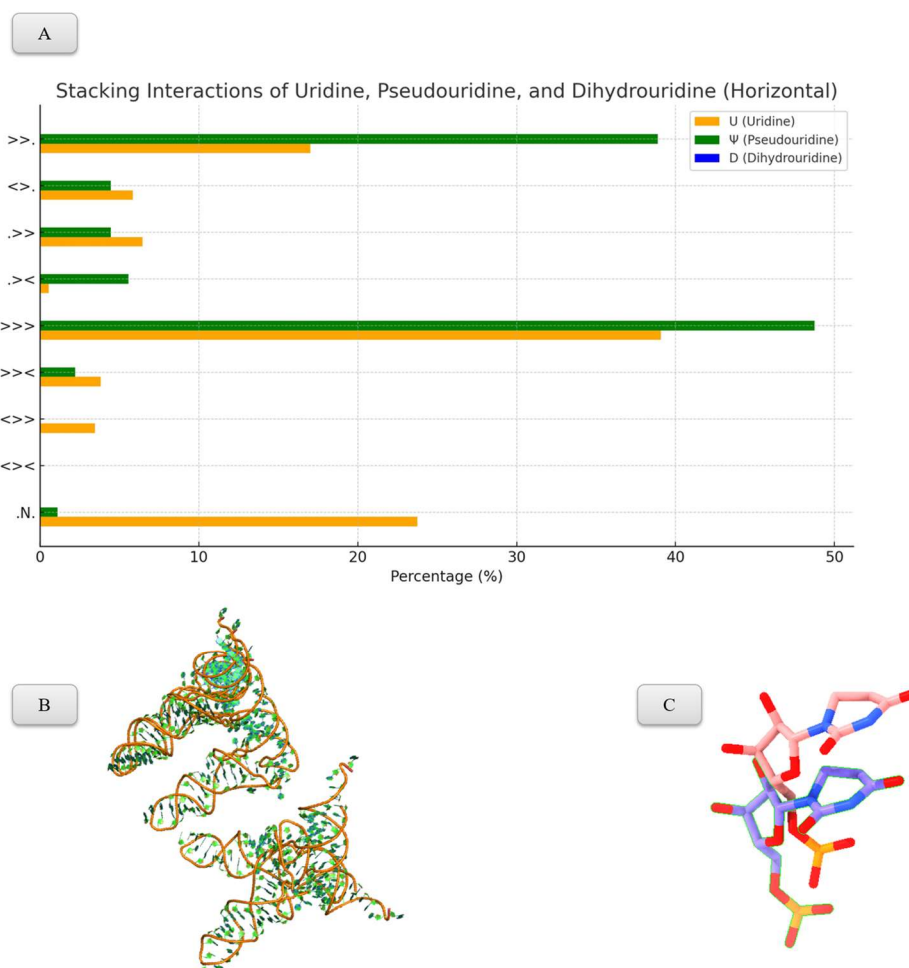 A
Stacking Interactions of Uridine, Pseudouridine, and Dihydrouridine (Horizontal)
U (Uridine)
Ψ (Pseudouridine)
D (Dihydrouridine)
>>.
<>.
.>>
.><
>>>
>><
<>>
<><
.N.
0 10 20 30 40 50
Percentage (%)
B
C